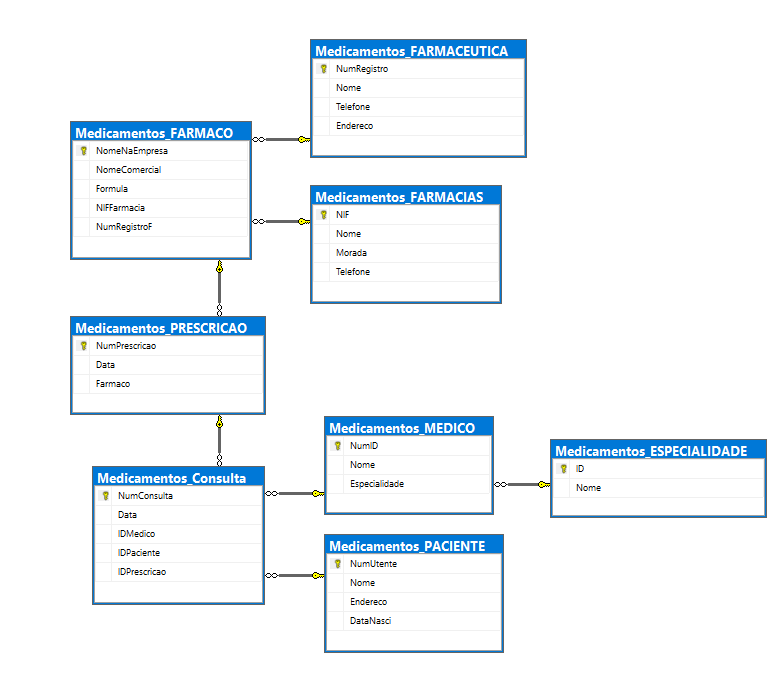 Medicamentos_FARMACEUTICA
NumRegistro
Nome
Telefone
Endereco
Medicamentos_FARMACO
NomeNaEmpresa
NomeComercial
Formula
NIFFarmacia
NumRegistroF
Medicamentos_FARMACIAS
NIF
Nome
Morada
Telefone
Medicamentos_PRESCRICAO
NumPrescricao
Data
Farmaco
Medicamentos_MEDICO
NumID
Nome
Especialidade
Medicamentos_ESPECIALIDADE
ID
Nome
Medicamentos_Consulta
NumConsulta
Data
IDMedico
IDPaciente
IDPrescricao
Medicamentos_PACIENTE
NumUtente
Nome
Endereco
DataNasci